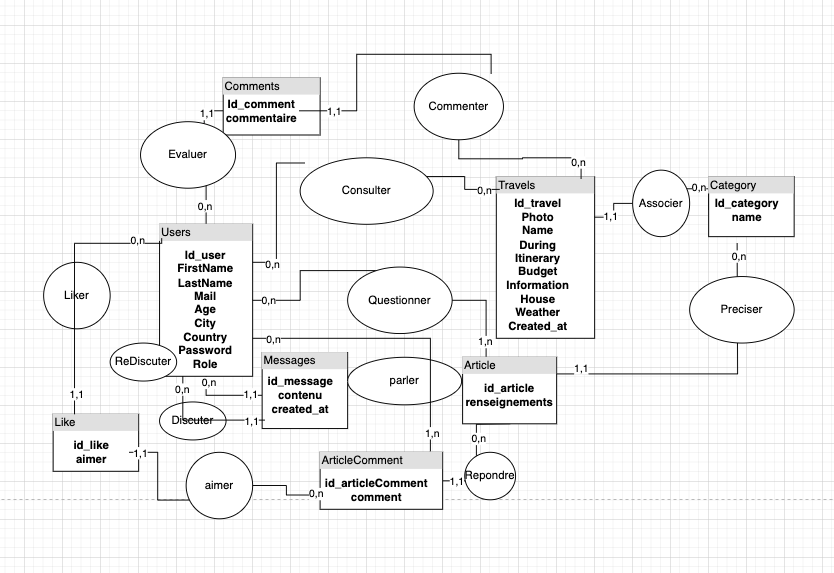 Comments
Id_comment
commentaire
1,1
1,1
Commenter
0,n
Evaluer
0,n
Consulter
0,n
0,n
Travels
Id_travel
Photo
Name
During
Itinerary
Budget
Information
House
Weather
Created_at
1,1
Associer
0,n
Category
Id_category
name
0,n
Preciser
Users
Id_user
FirstName
LastName
Mail
Age
City
Country
Password
Role
0,n
Liker
0,n
Questionner
1,n
0,n
ReDiscuter
0,n
0,n
Messages
id_message
contenu
created_at
1,1
1,1
Discuter
parler
Article
id_article
renseignements
1,1
0,n
1,1
Like
id_like
aimer
1,1
aimer
0,n
1,n
ArticleComment
id_articleComment
comment
1,1
Repondre